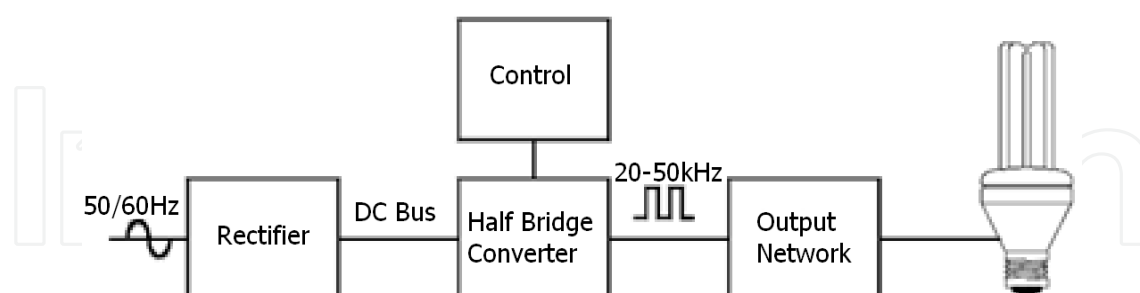 Control
50/60Hz
Rectifier
DC Bus
Half Bridge
Converter
20-50kHz
Output
Network